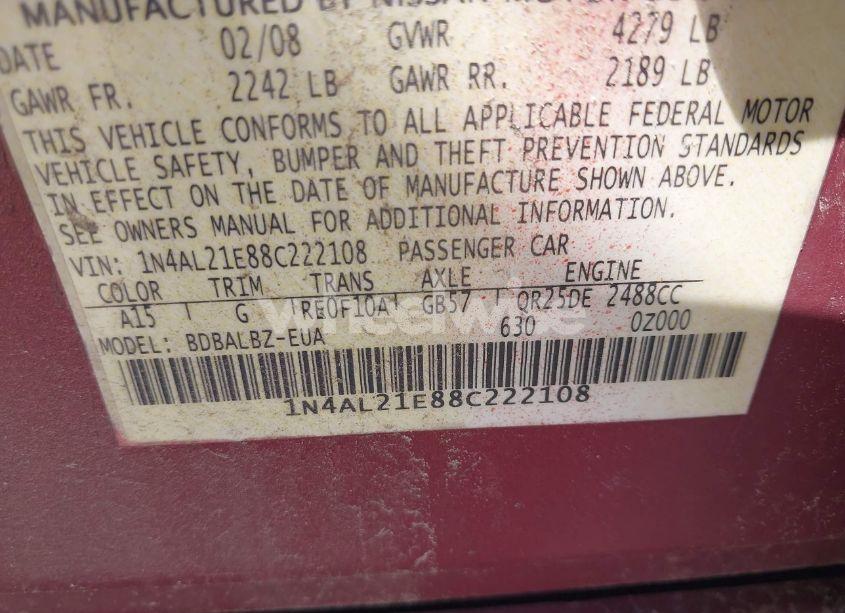 MANUFACTURED BY NISSAN
DATE 02/08 GVWR 4279 LB
GAWR FR. 2242 LB GAWR RR. 2189 LB
THIS VEHICLE CONFORMS TO ALL APPLICABLE FEDERAL MOTOR
VEHICLE SAFETY, BUMPER AND THEFT PREVENTION STANDARDS
IN EFFECT ON THE DATE OF MANUFACTURE SHOWN ABOVE.
SEE OWNERS MANUAL FOR ADDITIONAL INFORMATION.
VIN: 1N4AL21E88C222108 PASSENGER CAR
COLOR TRIM TRANS AXLE ENGINE
A15 G RE0F10A GB57 QR25DE 2488CC
630 0Z000
MODEL: BDBALBZ-EUA
1N4AL21E88C222108